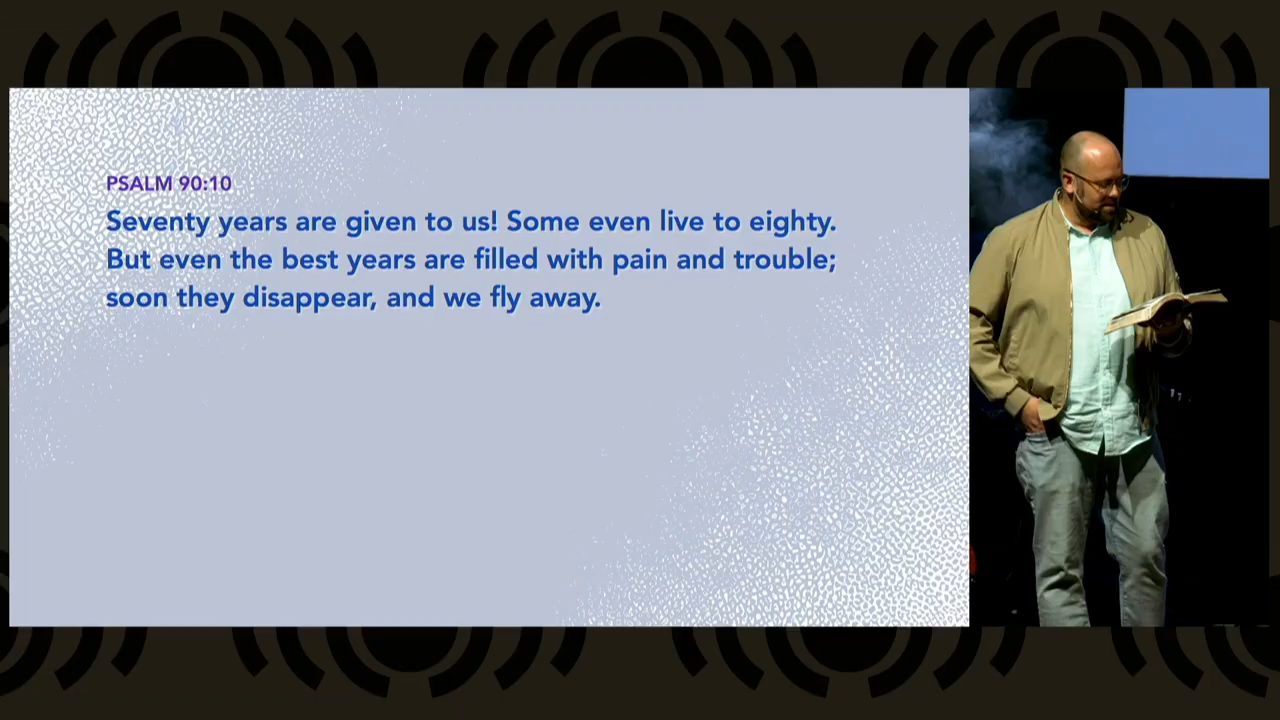 PSALM 90:10
Seventy years are given to us! Some even live to eighty.
But even the best years are filled with pain and trouble;
soon they disappear, and we fly away.